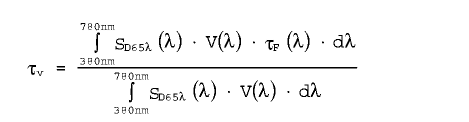 τv = ∫ 380nm 780nm SD65λ (λ) · V(λ) · τF (λ) · dλ
∫ 380nm 780nm SD65λ (λ) · V(λ) · dλ